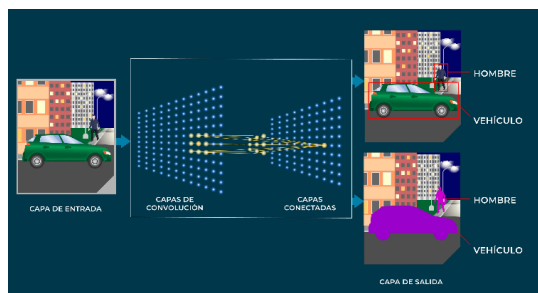 HOMBRE
VEHÍCULO
CAPA DE ENTRADA
CAPAS DE
CONVOLUCIÓN
CAPAS
CONECTADAS
HOMBRE
VEHÍCULO
CAPA DE SALIDA